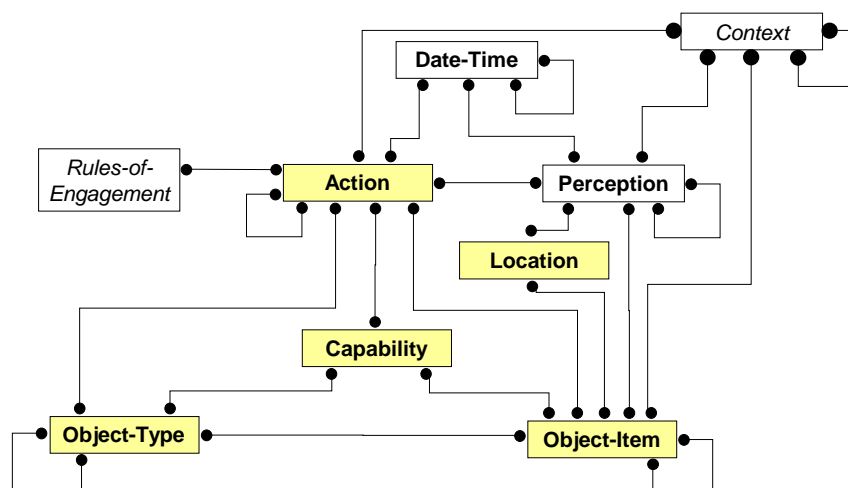 Context
Date-Time
Rules-of-
Engagement
Action
Perception
Location
Capability
Object-Type
Object-Item